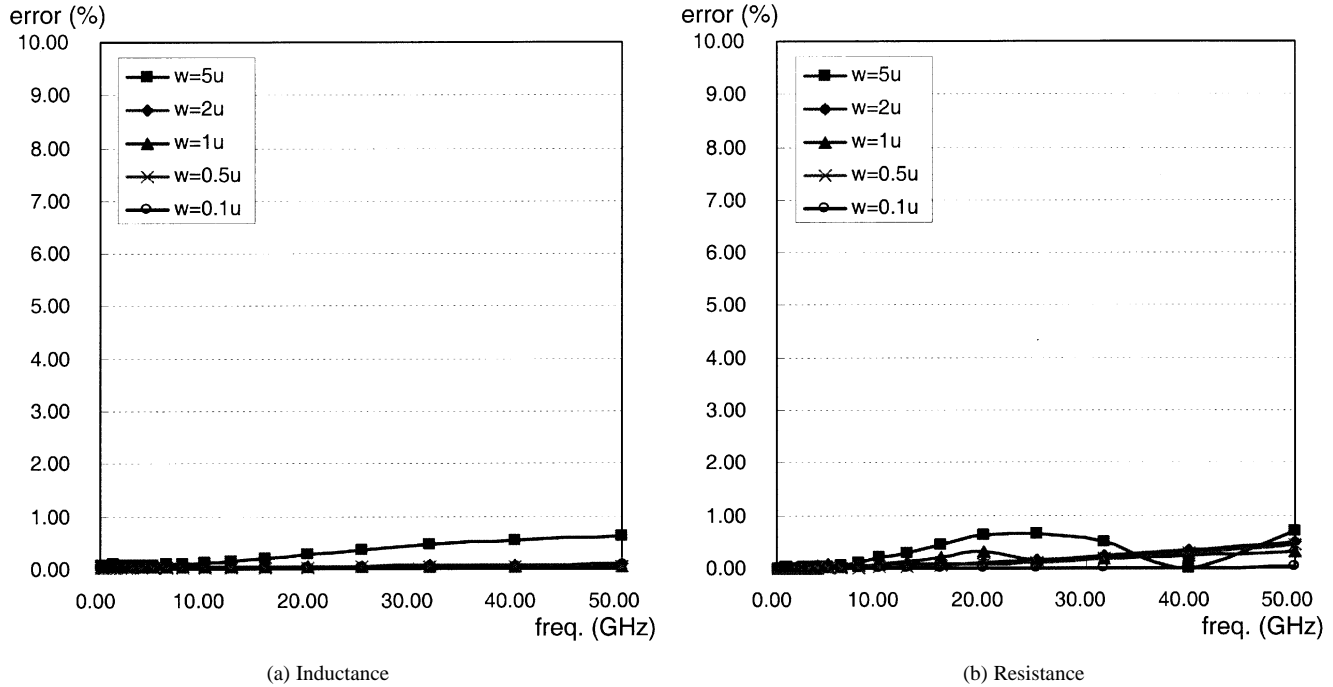 error (%)
10.00
9.00
8.00
7.00
6.00
5.00
4.00
3.00
2.00
1.00
0.00
w=5u
w=2u
w=1u
w=0.5u
w=0.1u
0.00 10.00 20.00 30.00 40.00 50.00
freq. (GHz)
(a) Inductance
error (%)
10.00
9.00
8.00
7.00
6.00
5.00
4.00
3.00
2.00
1.00
0.00
w=5u
w=2u
w=1u
w=0.5u
w=0.1u
0.00 10.00 20.00 30.00 40.00 50.00
freq. (GHz)
(b) Resistance